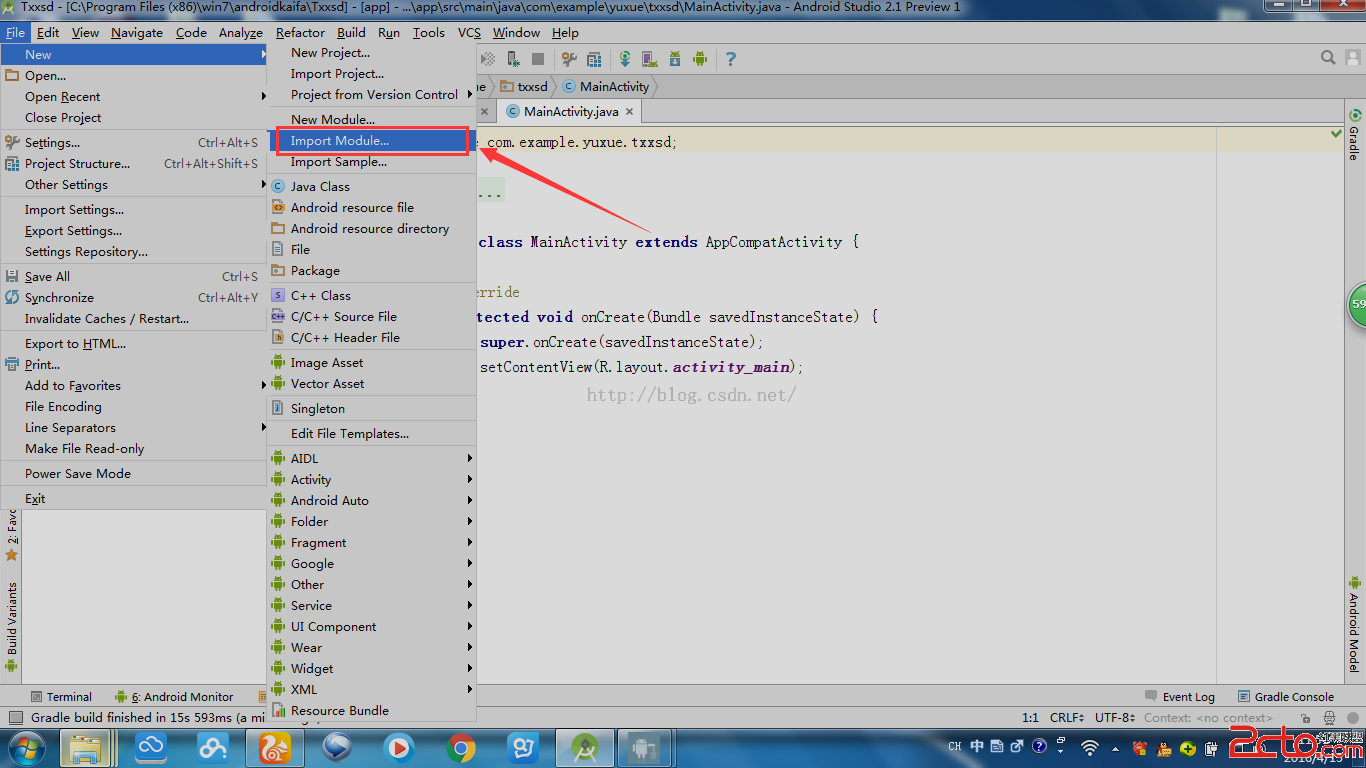 Txxsd - [C:\Program Files (x86)\win7\androidkaifa\Txxsd] - [app] - ...\app\src\main\java\com\example\yuxue\txxsd\MainActivity.java - Android Studio 2.1 Preview 1
File Edit View Navigate Code Analyze Refactor Build Run Tools VCS Window Help
New
Open...
Open Recent
Close Project
Settings... Ctrl+Alt+S
Project Structure... Ctrl+Alt+Shift+S
Other Settings
Import Settings...
Export Settings...
Settings Repository...
Save All Ctrl+S
Synchronize Ctrl+Alt+Y
Invalidate Caches / Restart...
Export to HTML...
Print...
Add to Favorites
File Encoding
Line Separators
Make File Read-only
Power Save Mode
Exit
New Project...
Import Project...
Project from Version Control
New Module...
Import Module...
Import Sample...
Java Class
Android resource file
Android resource directory
File
Package
C++ Class
C/C++ Source File
C/C++ Header File
Image Asset
Vector Asset
Singleton
Edit File Templates...
AIDL
Activity
Android Auto
Folder
Fragment
Google
Other
Service
UI Component
Wear
Widget
XML
Resource Bundle
ue txxsd MainActivity
MainActivity.java
com.example.yuxue.txxsd;
...
class MainActivity extends AppCompatActivity {
erride
tected void onCreate(Bundle savedInstanceState) {
super.onCreate(savedInstanceState);
setContentView(R.layout.activity_main);
http://blog.csdn.net/
Gradle
59
Android Model
2: Favo
Build Variants
Terminal 6: Android Monitor
Event Log Gradle Console
Gradle build finished in 15s 593ms (a mi
1:1 CRLF UTF-8 Context: <no context>
CH 中
2cto.com